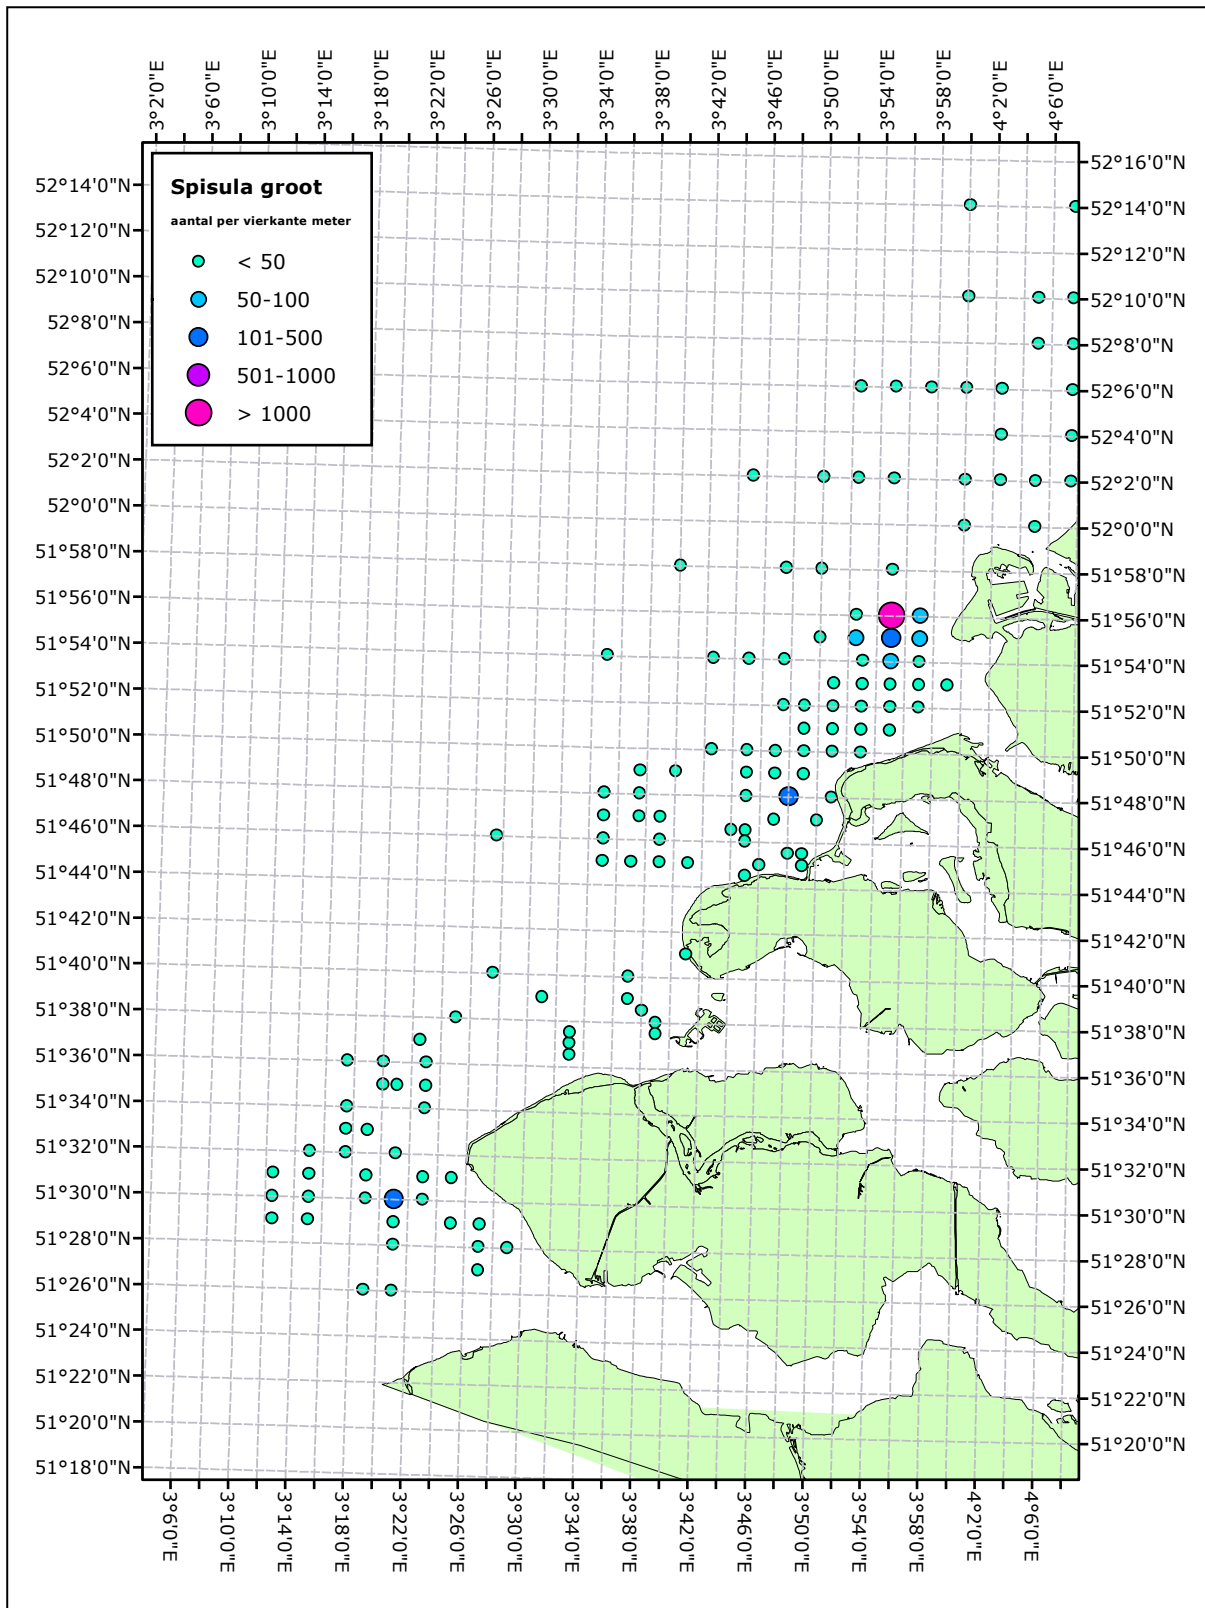 3°2'0"E
3°6'0"E
3°10'0"E
3°14'0"E
3°18'0"E
3°22'0"E
3°26'0"E
3°30'0"E
3°34'0"E
3°38'0"E
3°42'0"E
3°46'0"E
3°50'0"E
3°54'0"E
3°58'0"E
4°2'0"E
4°6'0"E
Spisula groot
aantal per vierkante meter
< 50
50-100
101-500
501-1000
> 1000
52°14'0"N
52°12'0"N
52°10'0"N
52°8'0"N
52°6'0"N
52°4'0"N
52°2'0"N
52°0'0"N
51°58'0"N
51°56'0"N
51°54'0"N
51°52'0"N
51°50'0"N
51°48'0"N
51°46'0"N
51°44'0"N
51°42'0"N
51°40'0"N
51°38'0"N
51°36'0"N
51°34'0"N
51°32'0"N
51°30'0"N
51°28'0"N
51°26'0"N
51°24'0"N
51°22'0"N
51°20'0"N
51°18'0"N
52°16'0"N
52°14'0"N
52°12'0"N
52°10'0"N
52°8'0"N
52°6'0"N
52°4'0"N
52°2'0"N
52°0'0"N
51°58'0"N
51°56'0"N
51°54'0"N
51°52'0"N
51°50'0"N
51°48'0"N
51°46'0"N
51°44'0"N
51°42'0"N
51°40'0"N
51°38'0"N
51°36'0"N
51°34'0"N
51°32'0"N
51°30'0"N
51°28'0"N
51°26'0"N
51°24'0"N
51°22'0"N
51°20'0"N
3°6'0"E
3°10'0"E
3°14'0"E
3°18'0"E
3°22'0"E
3°26'0"E
3°30'0"E
3°34'0"E
3°38'0"E
3°42'0"E
3°46'0"E
3°50'0"E
3°54'0"E
3°58'0"E
4°2'0"E
4°6'0"E